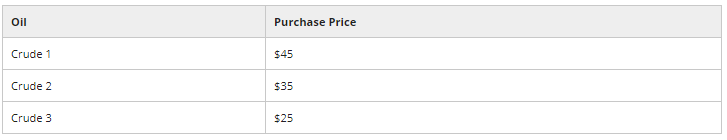 Oil Purchase Price
Crude 1 $45
Crude 2 $35
Crude 3 $25